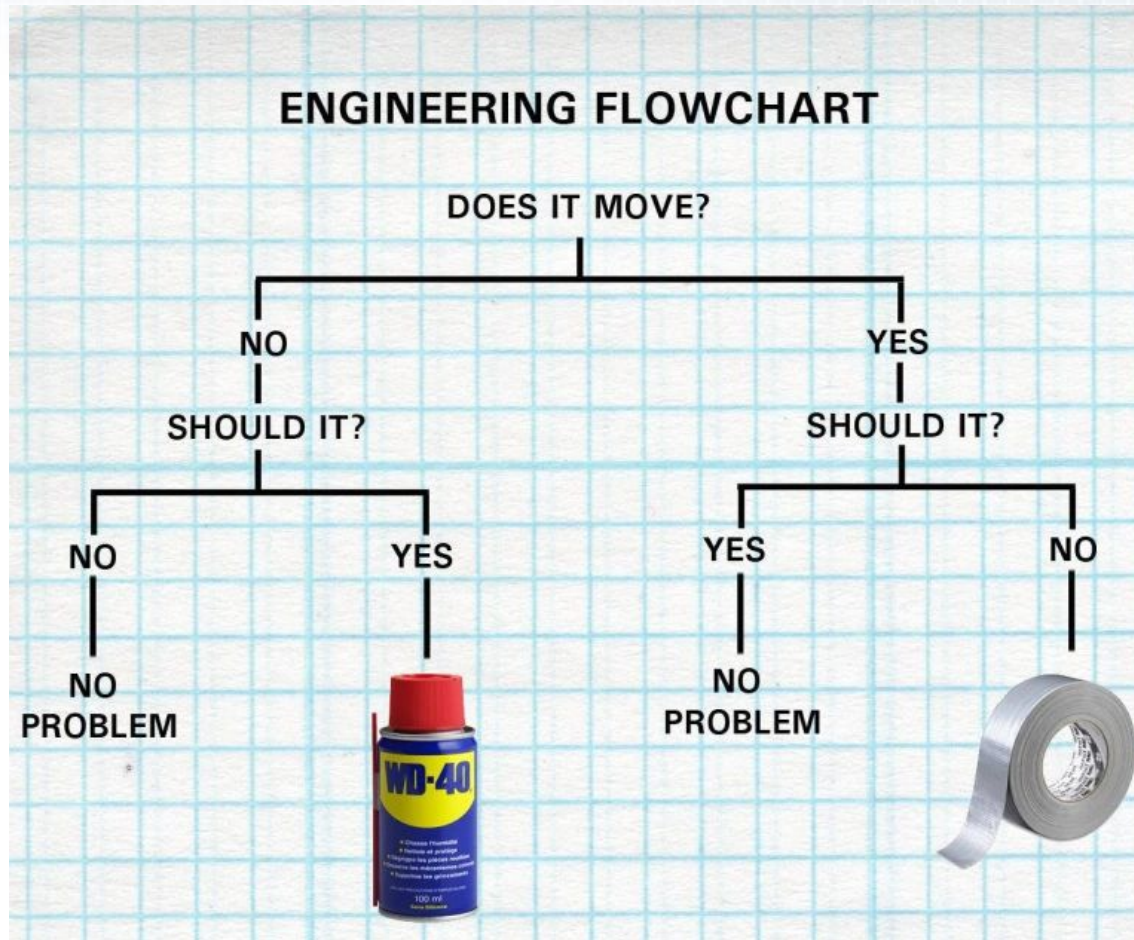 ENGINEERING FLOWCHART
DOES IT MOVE?
NO
YES
SHOULD IT?
SHOULD IT?
NO
YES
YES
NO
NO
PROBLEM
NO
PROBLEM
WD-40
100 ml